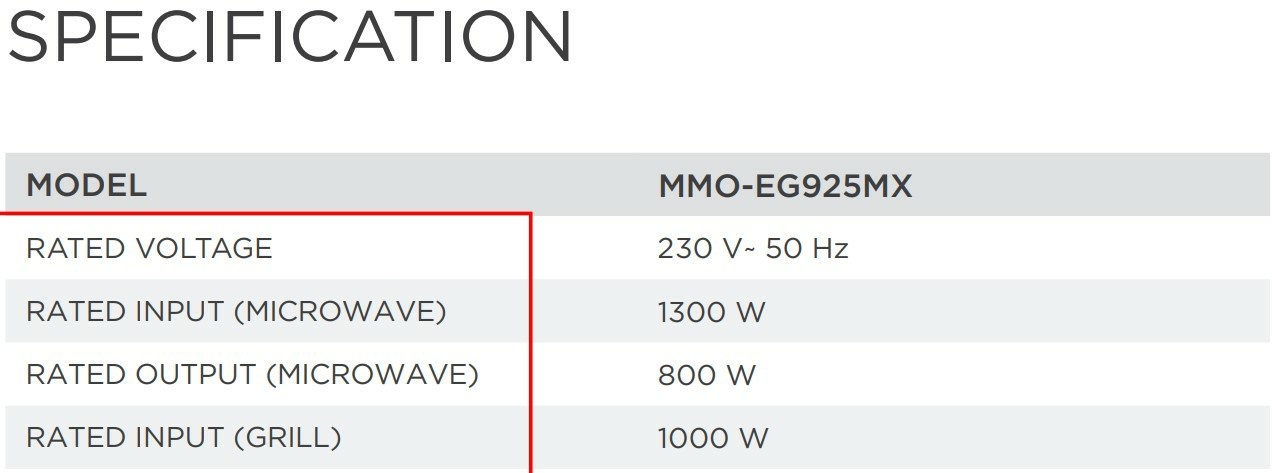 SPECIFICATION
MODEL MMO-EG925MX
RATED VOLTAGE 230 V~ 50 Hz
RATED INPUT (MICROWAVE) 1300 W
RATED OUTPUT (MICROWAVE) 800 W
RATED INPUT (GRILL) 1000 W